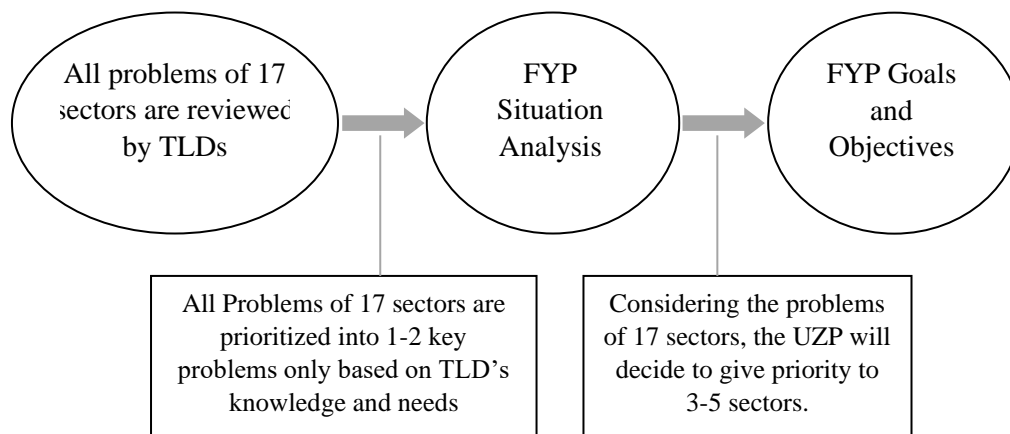 All problems of 17
sectors are reviewed
by TLDs
FYP
Situation
Analysis
FYP Goals
and
Objectives
All Problems of 17 sectors are
prioritized into 1-2 key
problems only based on TLD’s
knowledge and needs
Considering the problems
of 17 sectors, the UZP will
decide to give priority to
3-5 sectors.